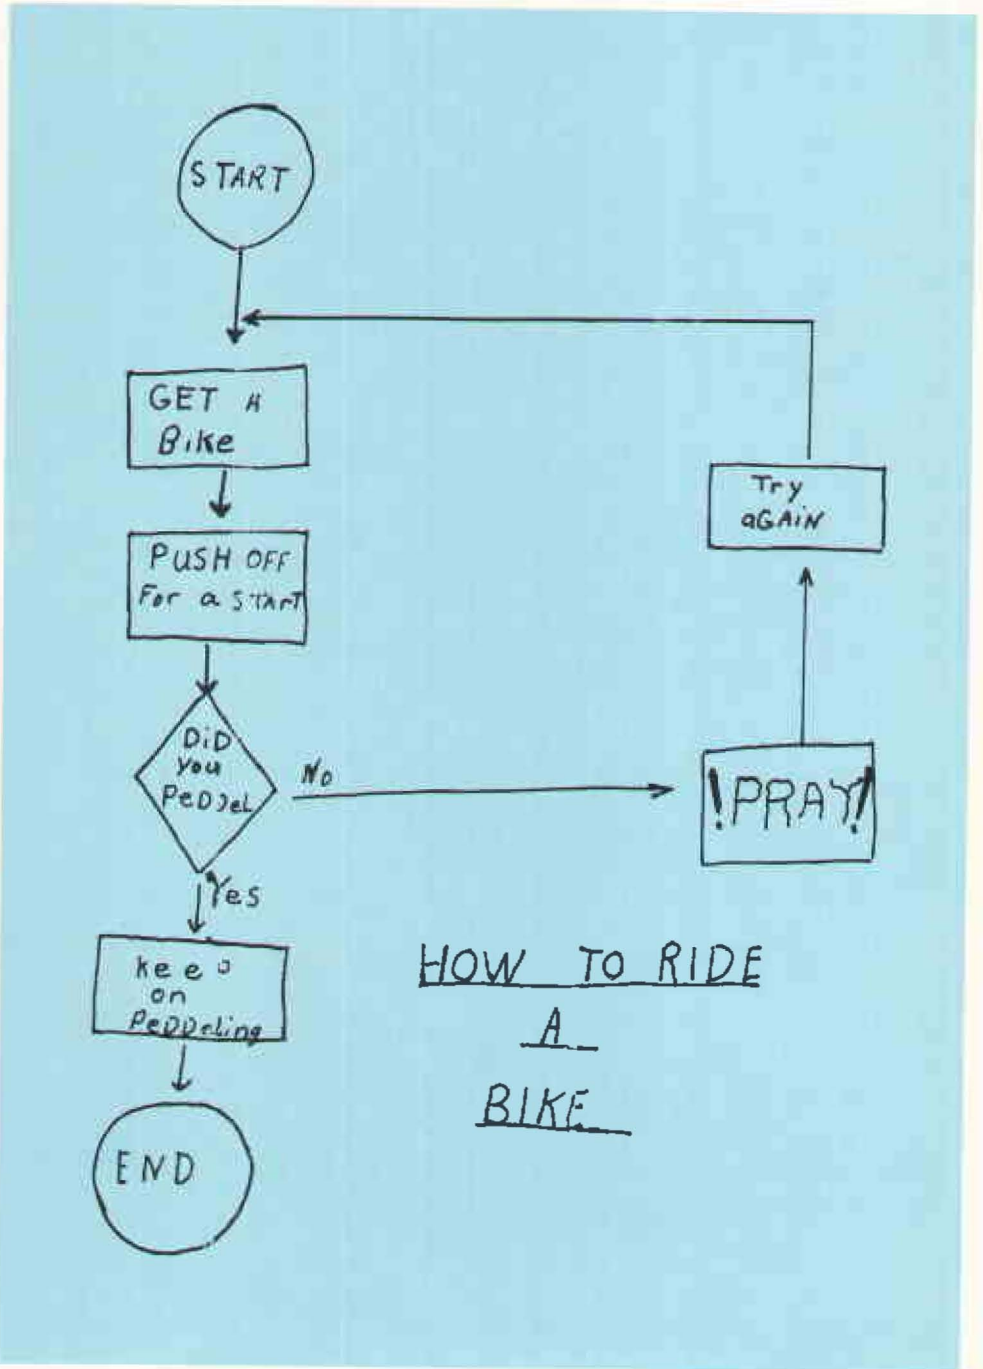 START
GET A
Bike
PUSH OFF
For a START
DiD
you
PeDDeL
No
Yes
keep
on
PeDDeling
END
Try
aGAiN
!PRAY!
HOW TO RIDE
A
BIKE